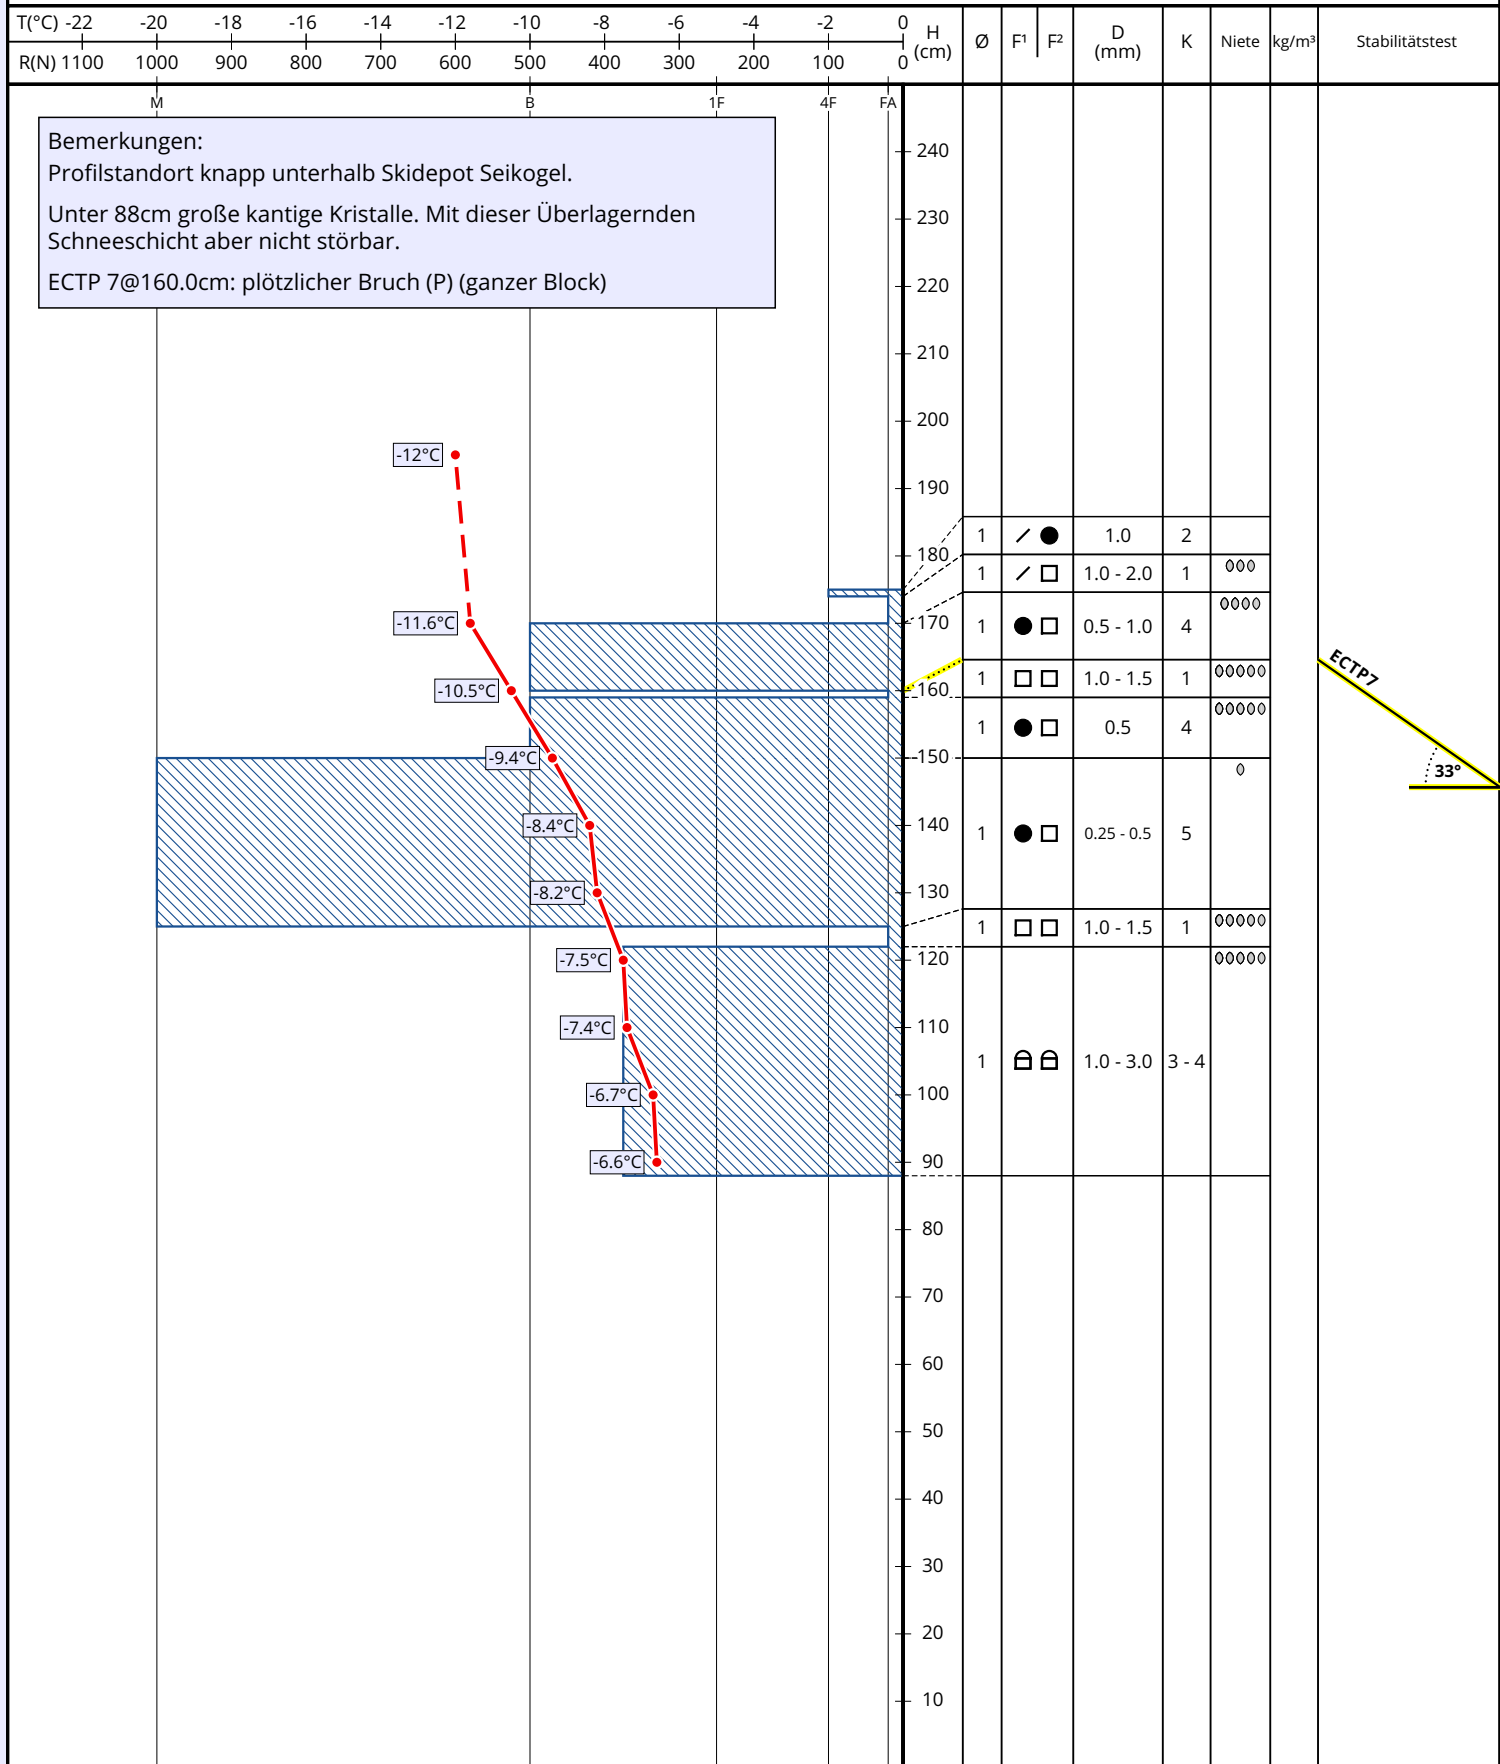 T(°C) -22 -20 -18 -16 -14 -12 -10 -8 -6 -4 -2 0
R(N) 1100 1000 900 800 700 600 500 400 300 200 100 0
H (cm) Ø F¹ F² D (mm) K Niete kg/m³ Stabilitätstest
M B 1F 4F FA
Bemerkungen:
Profilstandort knapp unterhalb Skidepot Seikogel.
Unter 88cm große kantige Kristalle. Mit dieser Überlagernden
Schneeschicht aber nicht störbar.
ECTP 7@160.0cm: plötzlicher Bruch (P) (ganzer Block)
240
230
220
210
200
-12°C
190
1 1.0 2
180
1 1.0 - 2.0 1
-11.6°C 170
1 0.5 - 1.0 4
ECTP7
1 1.0 - 1.5 1
-10.5°C 160
1 0.5 4
-9.4°C 150
33°
-8.4°C 140
1 0.25 - 0.5 5
-8.2°C 130
1 1.0 - 1.5 1
-7.5°C 120
-7.4°C 110
1 1.0 - 3.0 3 - 4
-6.7°C 100
-6.6°C 90
80
70
60
50
40
30
20
10